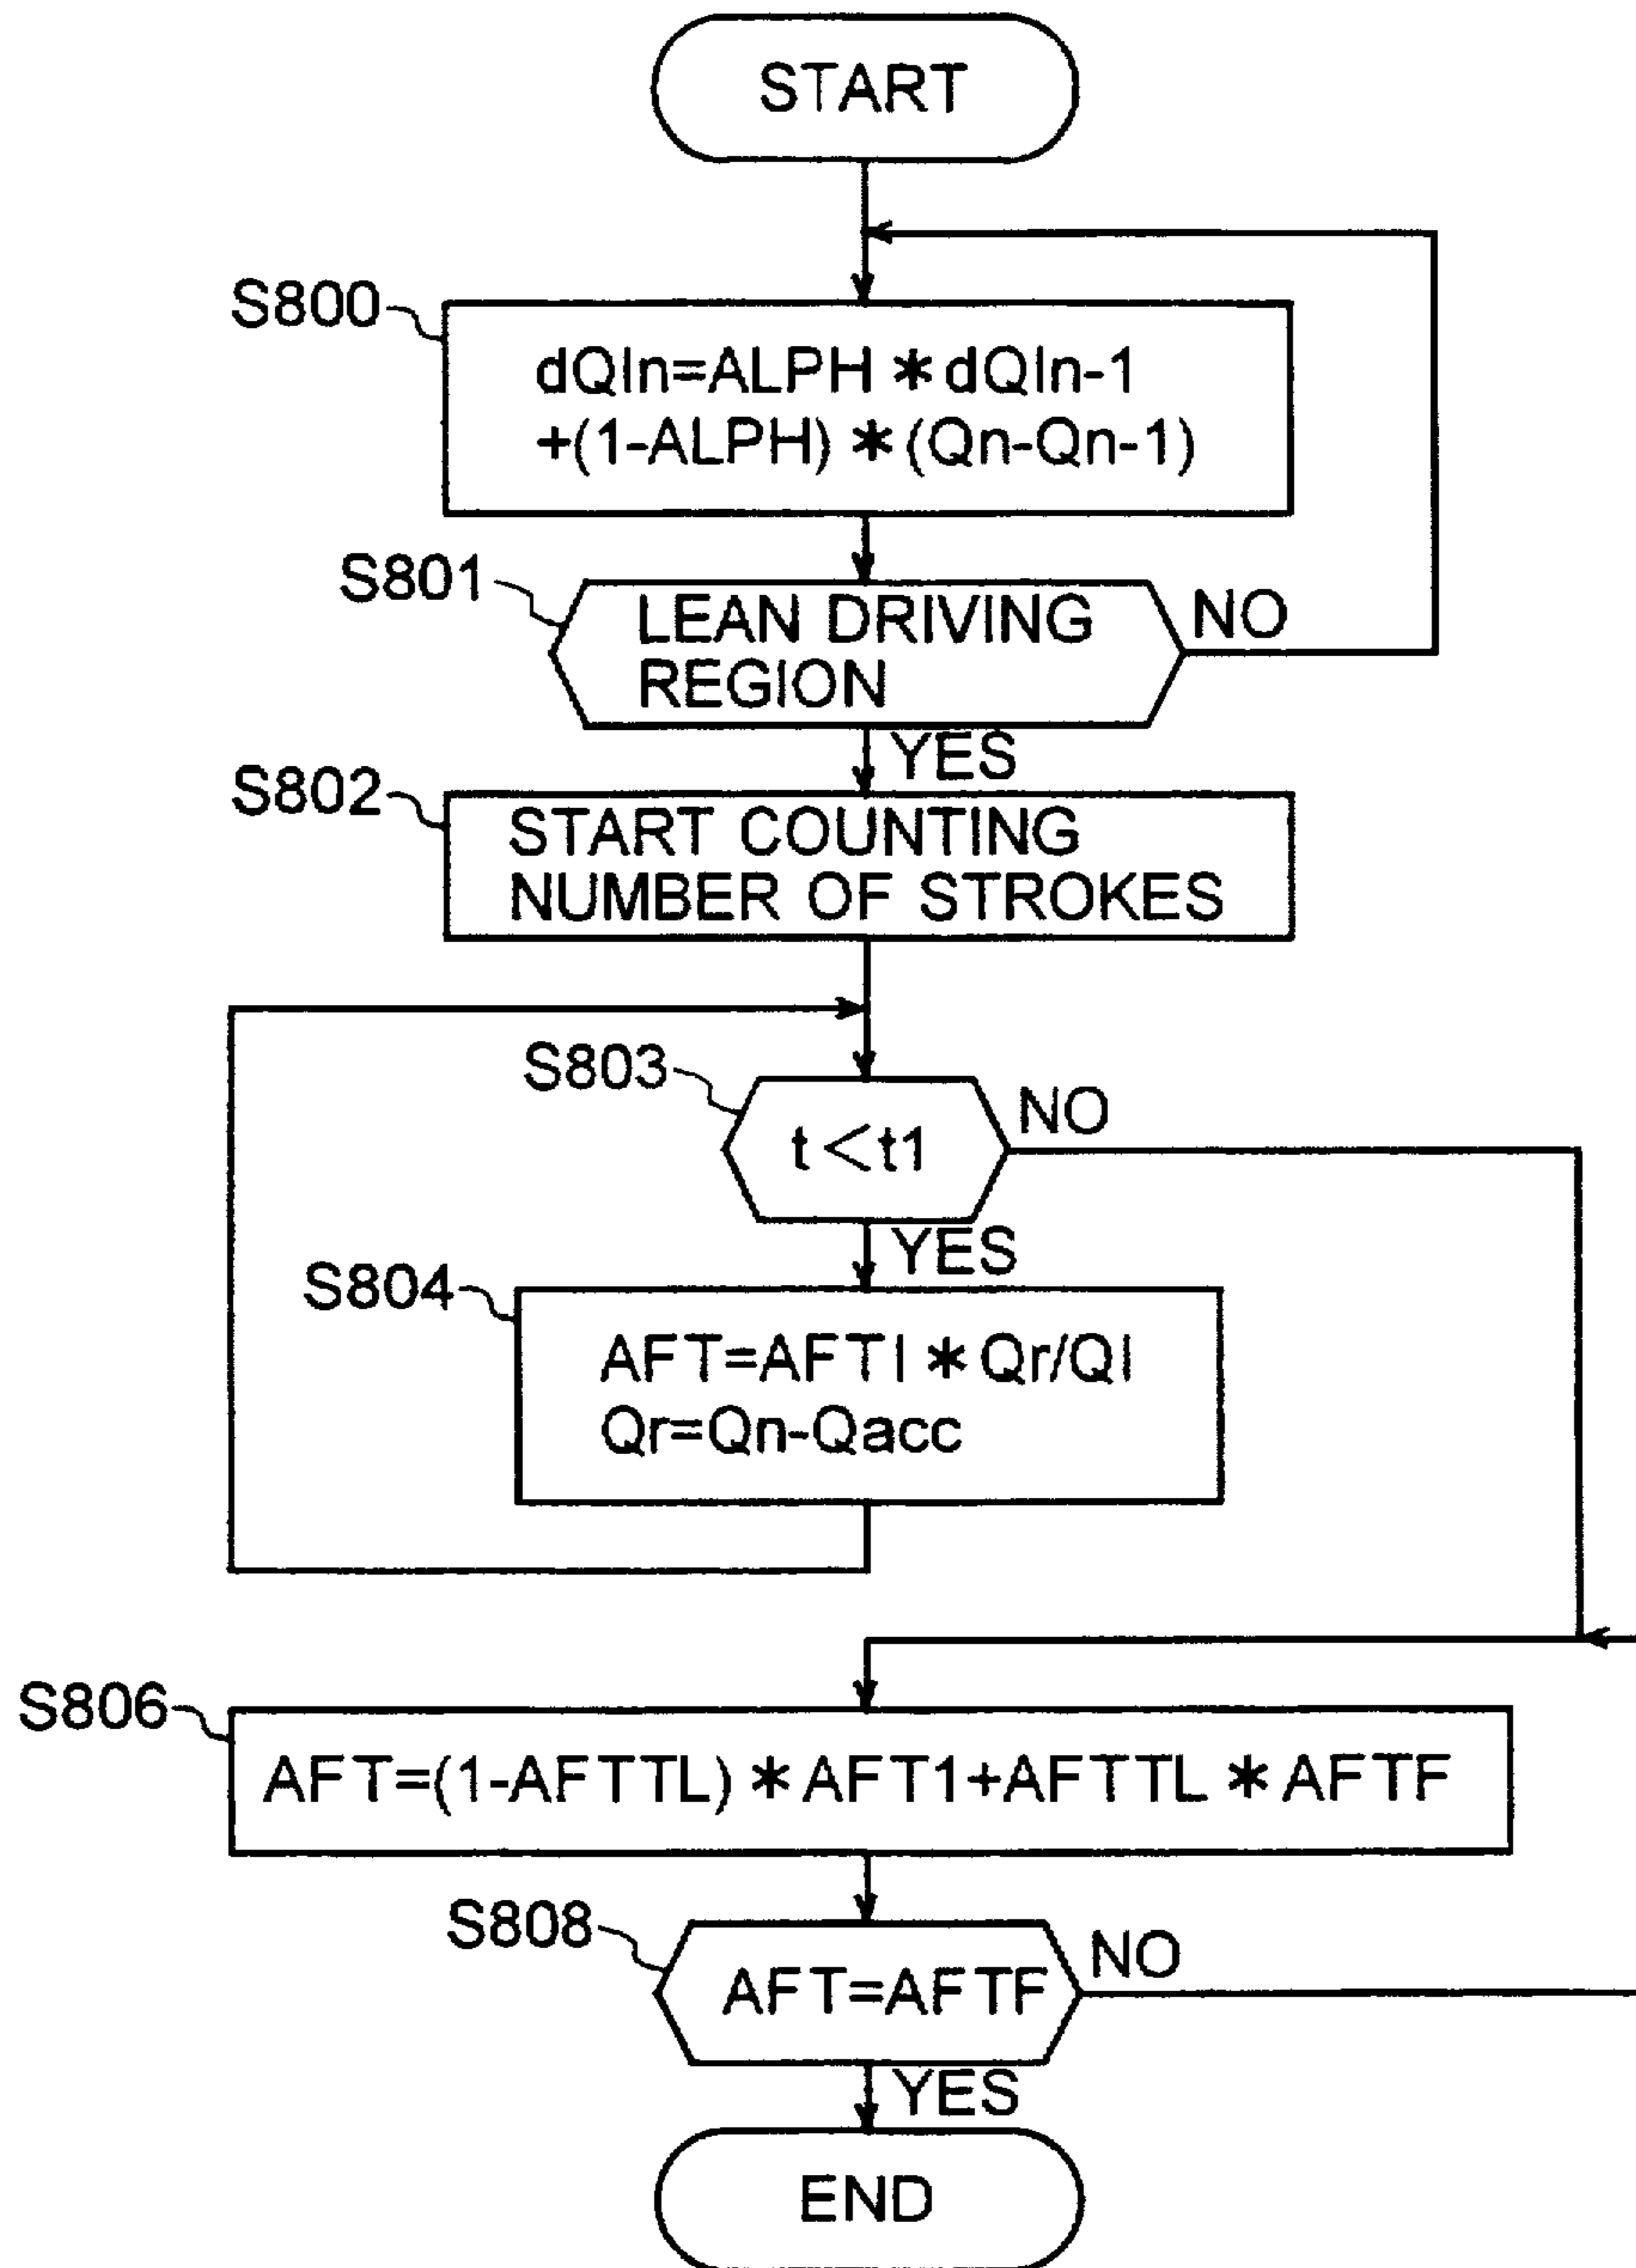 START
S800
dQIn=ALPH * dQIn-1
+(1-ALPH) * (Qn-Qn-1)
S801
LEAN DRIVING
REGION
NO
YES
S802
START COUNTING
NUMBER OF STROKES
S803
t<t1
NO
YES
S804
AFT=AFTI * Qr/QI
Qr=Qn-Qacc
S806
AFT=(1-AFTTL) * AFT1+AFTTL * AFTF
S808
AFT=AFTF
NO
YES
END